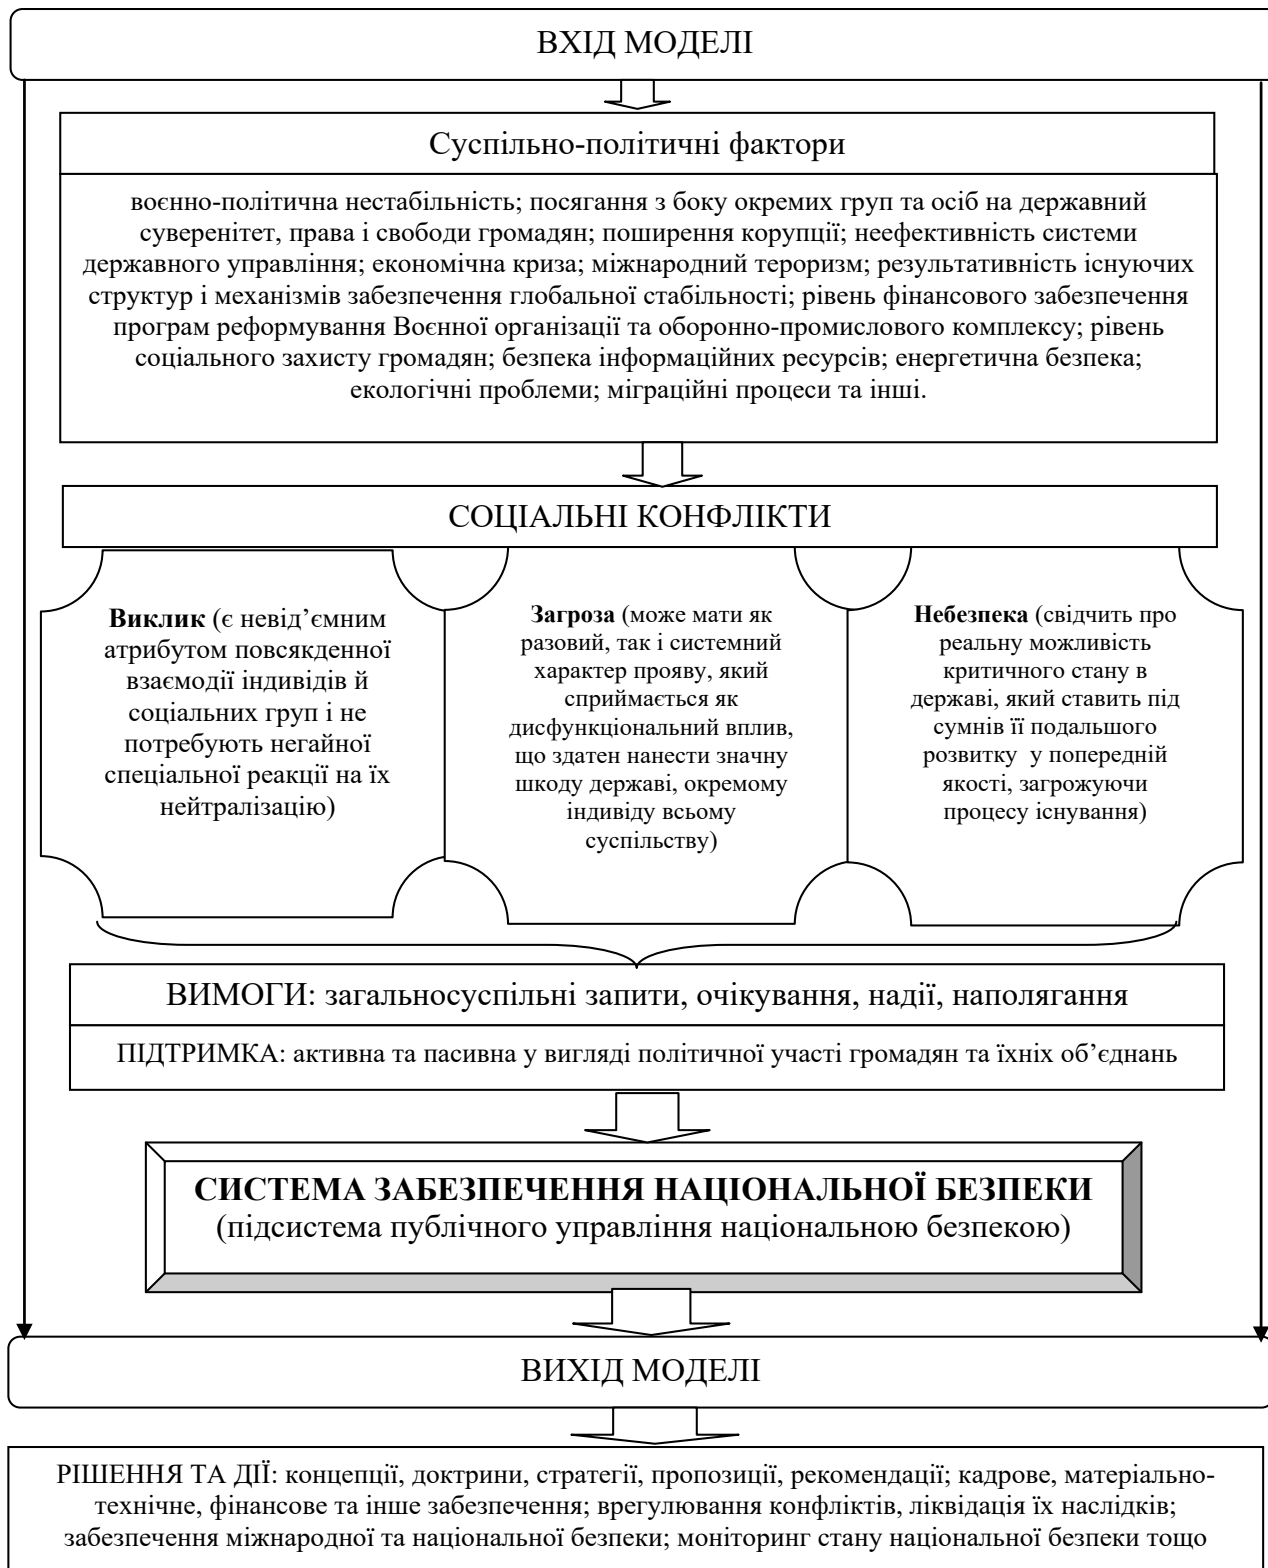 ВХІД МОДЕЛІ
Суспільно-політичні фактори
воєнно-політична нестабільність; посягання з боку окремих груп та осіб на державний
суверенітет, права і свободи громадян; поширення корупції; неефективність системи
державного управління; економічна криза; міжнародний тероризм; результативність існуючих
структур і механізмів забезпечення глобальної стабільності; рівень фінансового забезпечення
програм реформування Воєнної організації та оборонно-промислового комплексу; рівень
соціального захисту громадян; безпека інформаційних ресурсів; енергетична безпека;
екологічні проблеми; міграційні процеси та інші.
СОЦІАЛЬНІ КОНФЛІКТИ
Виклик (є невід’ємним
атрибутом повсякденної
взаємодії індивідів й
соціальних груп і не
потребують негайної
спеціальної реакції на їх
нейтралізацію)
Загроза (може мати як
разовий, так і системний
характер прояву, який
сприймається як
дисфункціональний вплив,
що здатен нанести значну
шкоду державі, окремому
індивіду всьому
суспільству)
Небезпека (свідчить про
реальну можливість
критичного стану в
державі, який ставить під
сумнів її подальшого
розвитку у попередній
якості, загрожуючи
процесу існування)
ВИМОГИ: загальносуспільні запити, очікування, надії, наполягання
ПІДТРИМКА: активна та пасивна у вигляді політичної участі громадян та їхніх об’єднань
СИСТЕМА ЗАБЕЗПЕЧЕННЯ НАЦІОНАЛЬНОЇ БЕЗПЕКИ
(підсистема публічного управління національною безпекою)
ВИХІД МОДЕЛІ
РІШЕННЯ ТА ДІЇ: концепції, доктрини, стратегії, пропозиції, рекомендації; кадрове, матеріально-
технічне, фінансове та інше забезпечення; врегулювання конфліктів, ліквідація їх наслідків;
забезпечення міжнародної та національної безпеки; моніторинг стану національної безпеки тощо